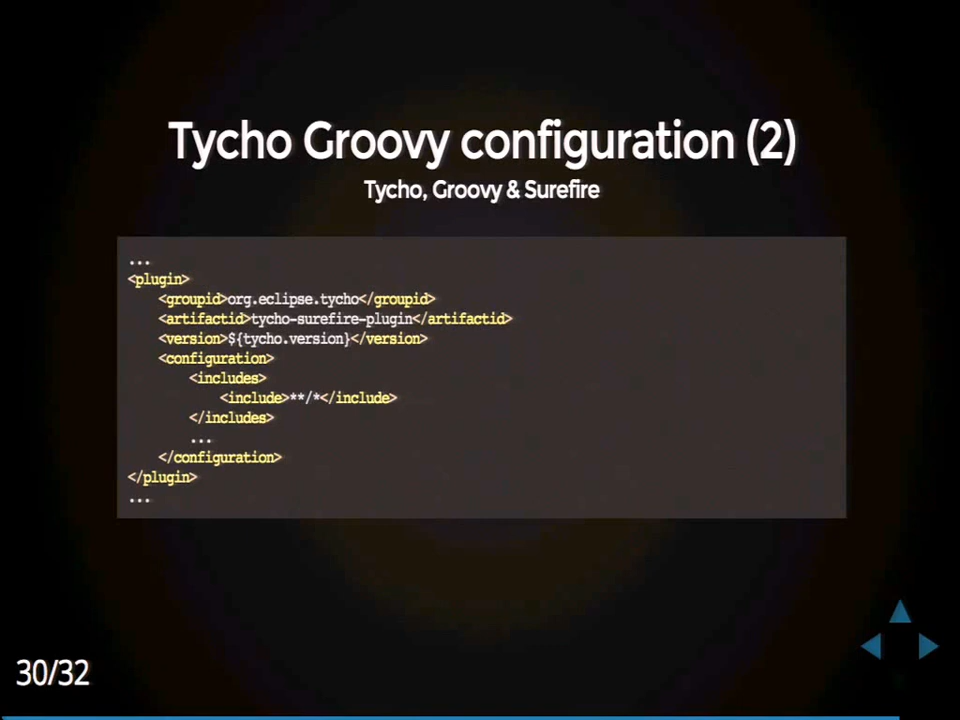 Tycho Groovy configuration (2)
Tycho, Groovy & Surefire
...
<plugin>
    <groupid>org.eclipse.tycho</groupid>
    <artifactid>tycho-surefire-plugin</artifactid>
    <version>${tycho.version}</version>
    <configuration>
        <includes>
            <include>**/*</include>
        </includes>
        ...
    </configuration>
</plugin>
...
30/32